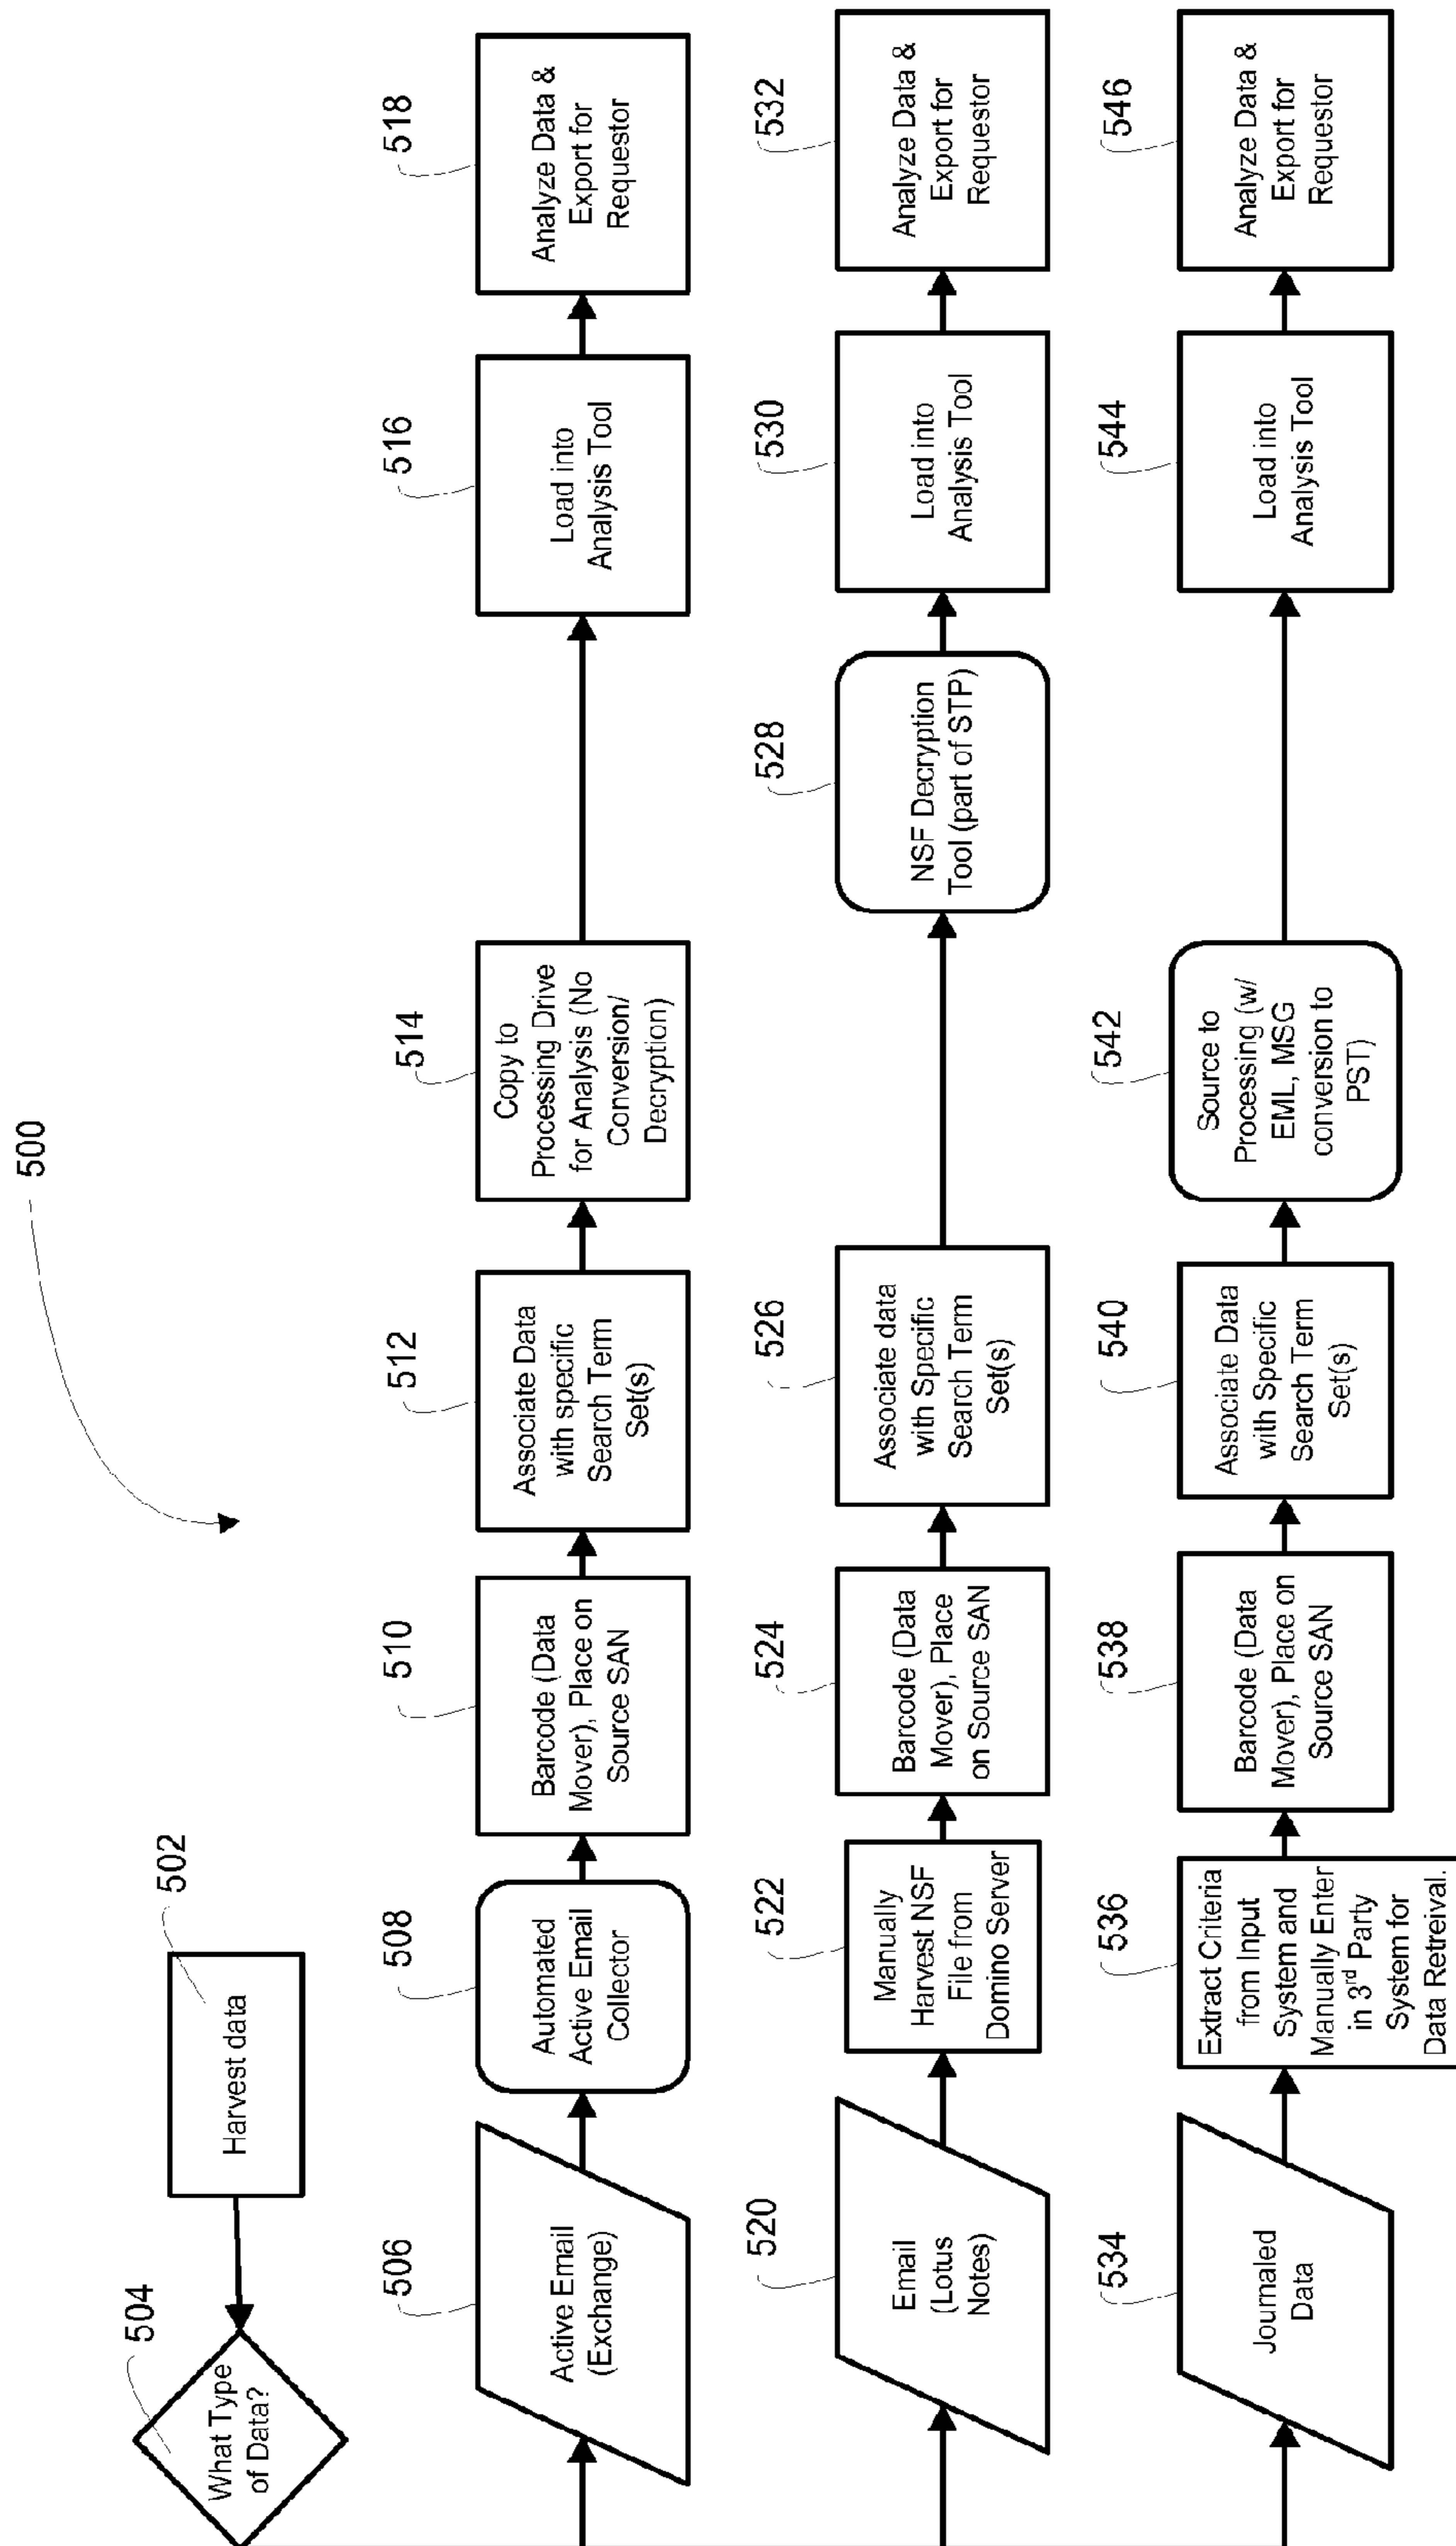 500
502
Harvest data
504
What Type
of Data?
506
Active Email
(Exchange)
508
Automated
Active Email
Collector
510
Barcode (Data
Mover), Place on
Source SAN
512
Associate Data
with specific
Search Term
Set(s)
514
Copy to
Processing Drive
for Analysis (No
Conversion/
Decryption)
516
Load into
Analysis Tool
518
Analyze Data &
Export for
Requestor
520
Email
(Lotus
Notes)
522
Manually
Harvest NSF
File from
Domino Server
524
Barcode (Data
Mover), Place
on Source SAN
526
Associate data
with Specific
Search Term
Set(s)
528
NSF Decryption
Tool (part of STP)
530
Load into
Analysis Tool
532
Analyze Data &
Export for
Requestor
534
Journaled
Data
536
Extract Criteria
from Input
System and
Manually Enter
in 3rd Party
System for
Data Retreival.
538
Barcode (Data
Mover), Place on
Source SAN
540
Associate Data
with Specific
Search Term
Set(s)
542
Source to
Processing (w/
EML, MSG
conversion to
PST)
544
Load into
Analysis Tool
546
Analyze Data &
Export for
Requestor